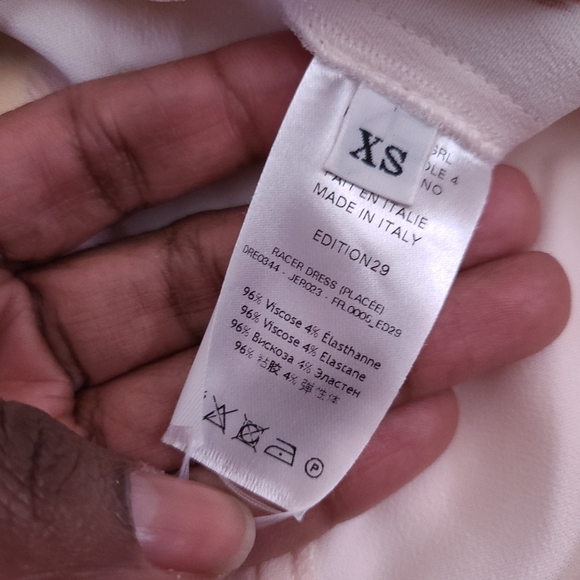 XS
SRL
OLE 4
NO
FAIT EN ITALIE
MADE IN ITALY
EDITION29
RACER DRESS (PLACÉE)
DRE0344 - JER023 - FFL0005_ED29
96% Viscose 4% Élasthanne
96% Viscose 4% Elastane
96% Вискоза 4% Эластен
96% 粘胶 4% 弹性体
P